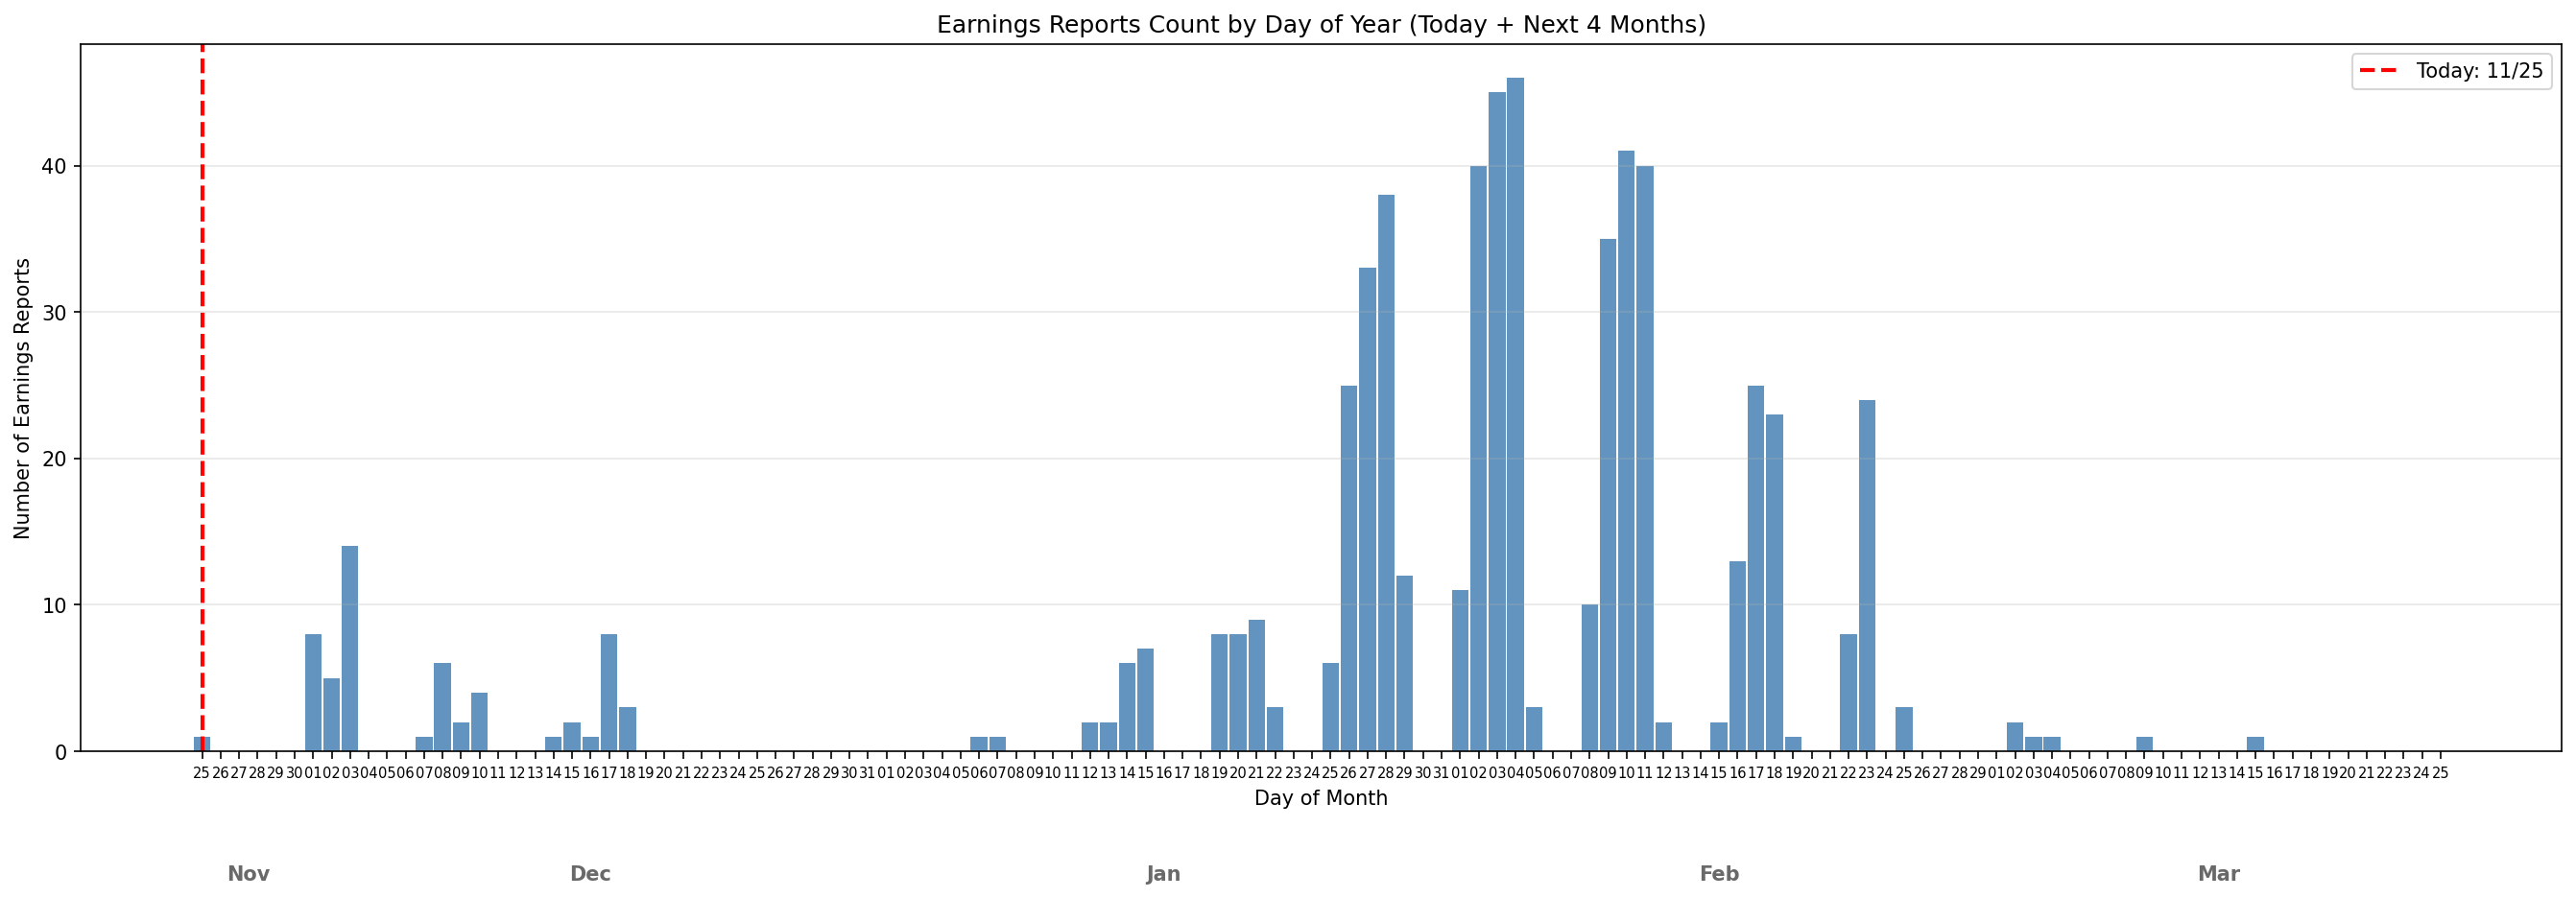 Earnings Reports Count by Day of Year (Today + Next 4 Months)
Today: 11/25
Number of Earnings Reports
40
30
20
10
0
25 26 27 28 29 30 01 02 03 04 05 06 07 08 09 10 11 12 13 14 15 16 17 18 19 20 21 22 23 24 25 26 27 28 29 30 31 01 02 03 04 05 06 07 08 09 10 11 12 13 14 15 16 17 18 19 20 21 22 23 24 25 26 27 28 29 30 31 01 02 03 04 05 06 07 08 09 10 11 12 13 14 15 16 17 18 19 20 21 22 23 24 25 26 27 28 29 01 02 03 04 05 06 07 08 09 10 11 12 13 14 15 16 17 18 19 20 21 22 23 24 25
Day of Month
Nov Dec Jan Feb Mar